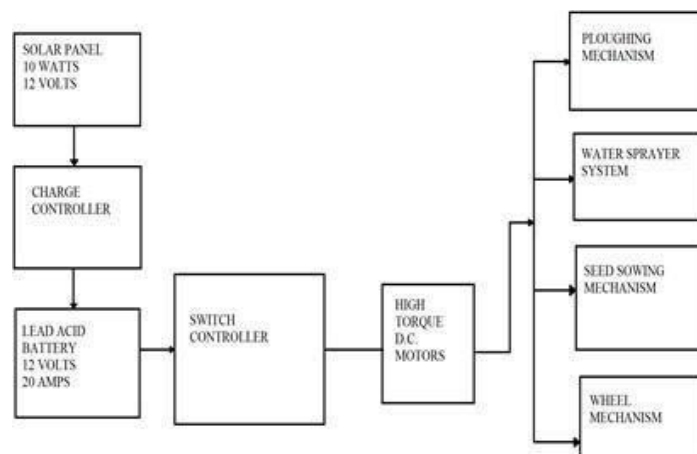 SOLAR PANEL
10 WATTS
12 VOLTS
CHARGE
CONTROLLER
LEAD ACID
BATTERY
12 VOLTS
20 AMPS
SWITCH
CONTROLLER
HIGH
TORQUE
D.C.
MOTORS
PLOUGHING
MECHANISM
WATER SPRAYER
SYSTEM
SEED SOWING
MECHANISM
WHEEL
MECHANISM